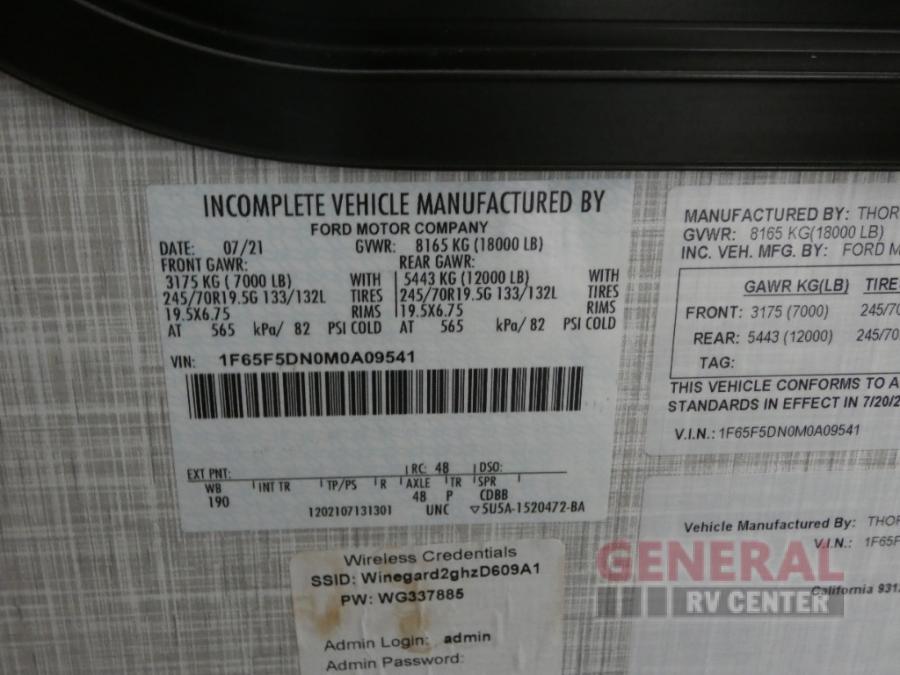 INCOMPLETE VEHICLE MANUFACTURED BY
FORD MOTOR COMPANY
DATE: 07/21 GVWR: 8165 KG (18000 LB)
FRONT GAWR: REAR GAWR:
3175 KG ( 7000 LB) WITH 5443 KG (12000 LB) WITH
245/70R19.5G 133/132L TIRES 245/70R19.5G 133/132L TIRES
19.5X6.75 RIMS 19.5X6.75 RIMS
AT 565 kPa/ 82 PSI COLD AT 565 kPa/ 82 PSI COLD
VIN: 1F65F5DN0M0A09541
EXT PNT: RC: 48 DSO:
WB INT TR TP/PS R AXLE TR SPR
190 48 P CDBB
1202107131301 UNC ▽5U5A-1520472-BA
MANUFACTURED BY: THOR
GVWR: 8165 KG(18000 LB)
INC. VEH. MFG. BY: FORD M
GAWR KG(LB) TIRE
FRONT: 3175 (7000) 245/70
REAR: 5443 (12000) 245/70
TAG:
THIS VEHICLE CONFORMS TO A
STANDARDS IN EFFECT IN 7/20/2
V.I.N.: 1F65F5DN0M0A09541
Vehicle Manufactured By: THOR
V.I.N.: 1F65F
California 931
Wireless Credentials
SSID: Winegard2ghzD609A1
PW: WG337885
Admin Login: admin
Admin Password:
GENERAL
RV CENTER